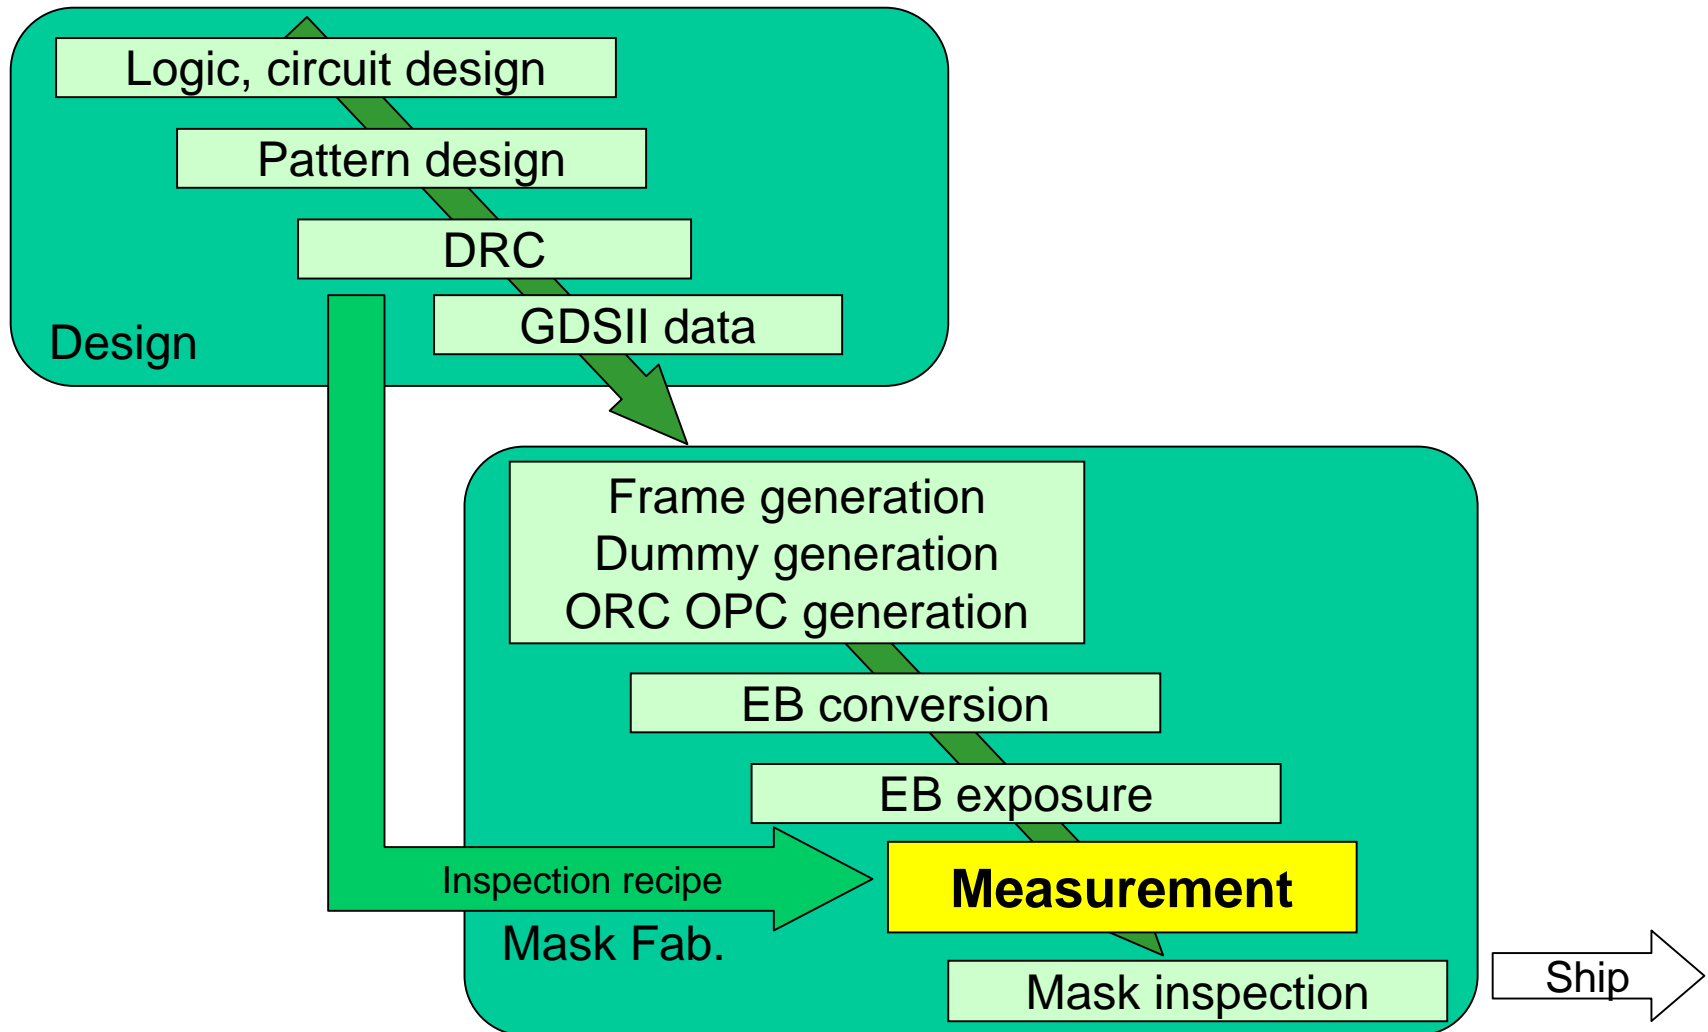 Logic, circuit design
Pattern design
DRC
GDSII data
Design
Frame generation
Dummy generation
ORC OPC generation
EB conversion
EB exposure
Inspection recipe
Measurement
Mask Fab.
Mask inspection
Ship